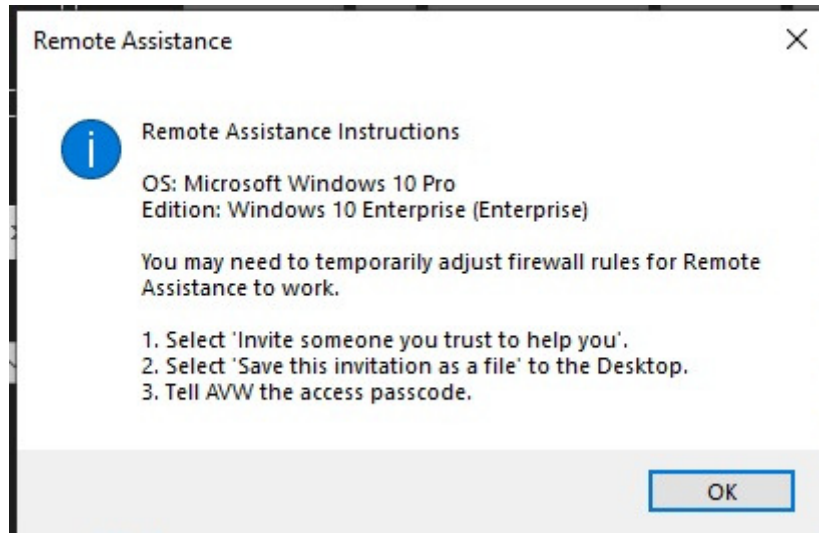 Remote Assistance
Remote Assistance Instructions
OS: Microsoft Windows 10 Pro
Edition: Windows 10 Enterprise (Enterprise)
You may need to temporarily adjust firewall rules for Remote
Assistance to work.
1. Select 'Invite someone you trust to help you'.
2. Select 'Save this invitation as a file' to the Desktop.
3. Tell AVW the access passcode.
OK